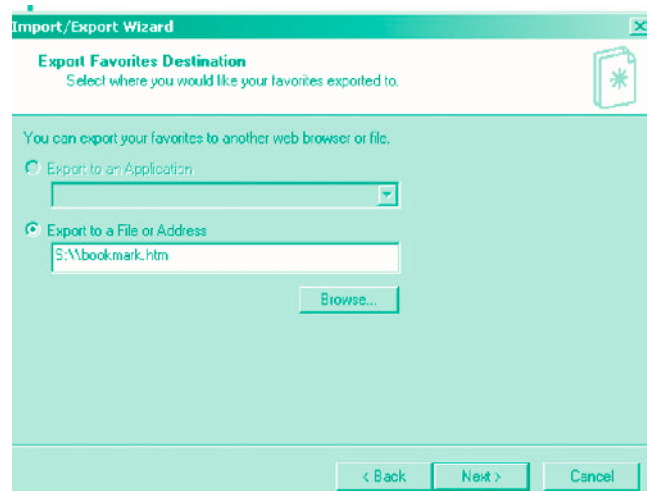 Import/Export Wizard
Export Favorites Destination
Select where you would like your favorites exported to.
You can export your favorites to another web browser or file.
Export to an Application
Export to a File or Address
S:\\bookmark.htm
Browse...
< Back Next > Cancel